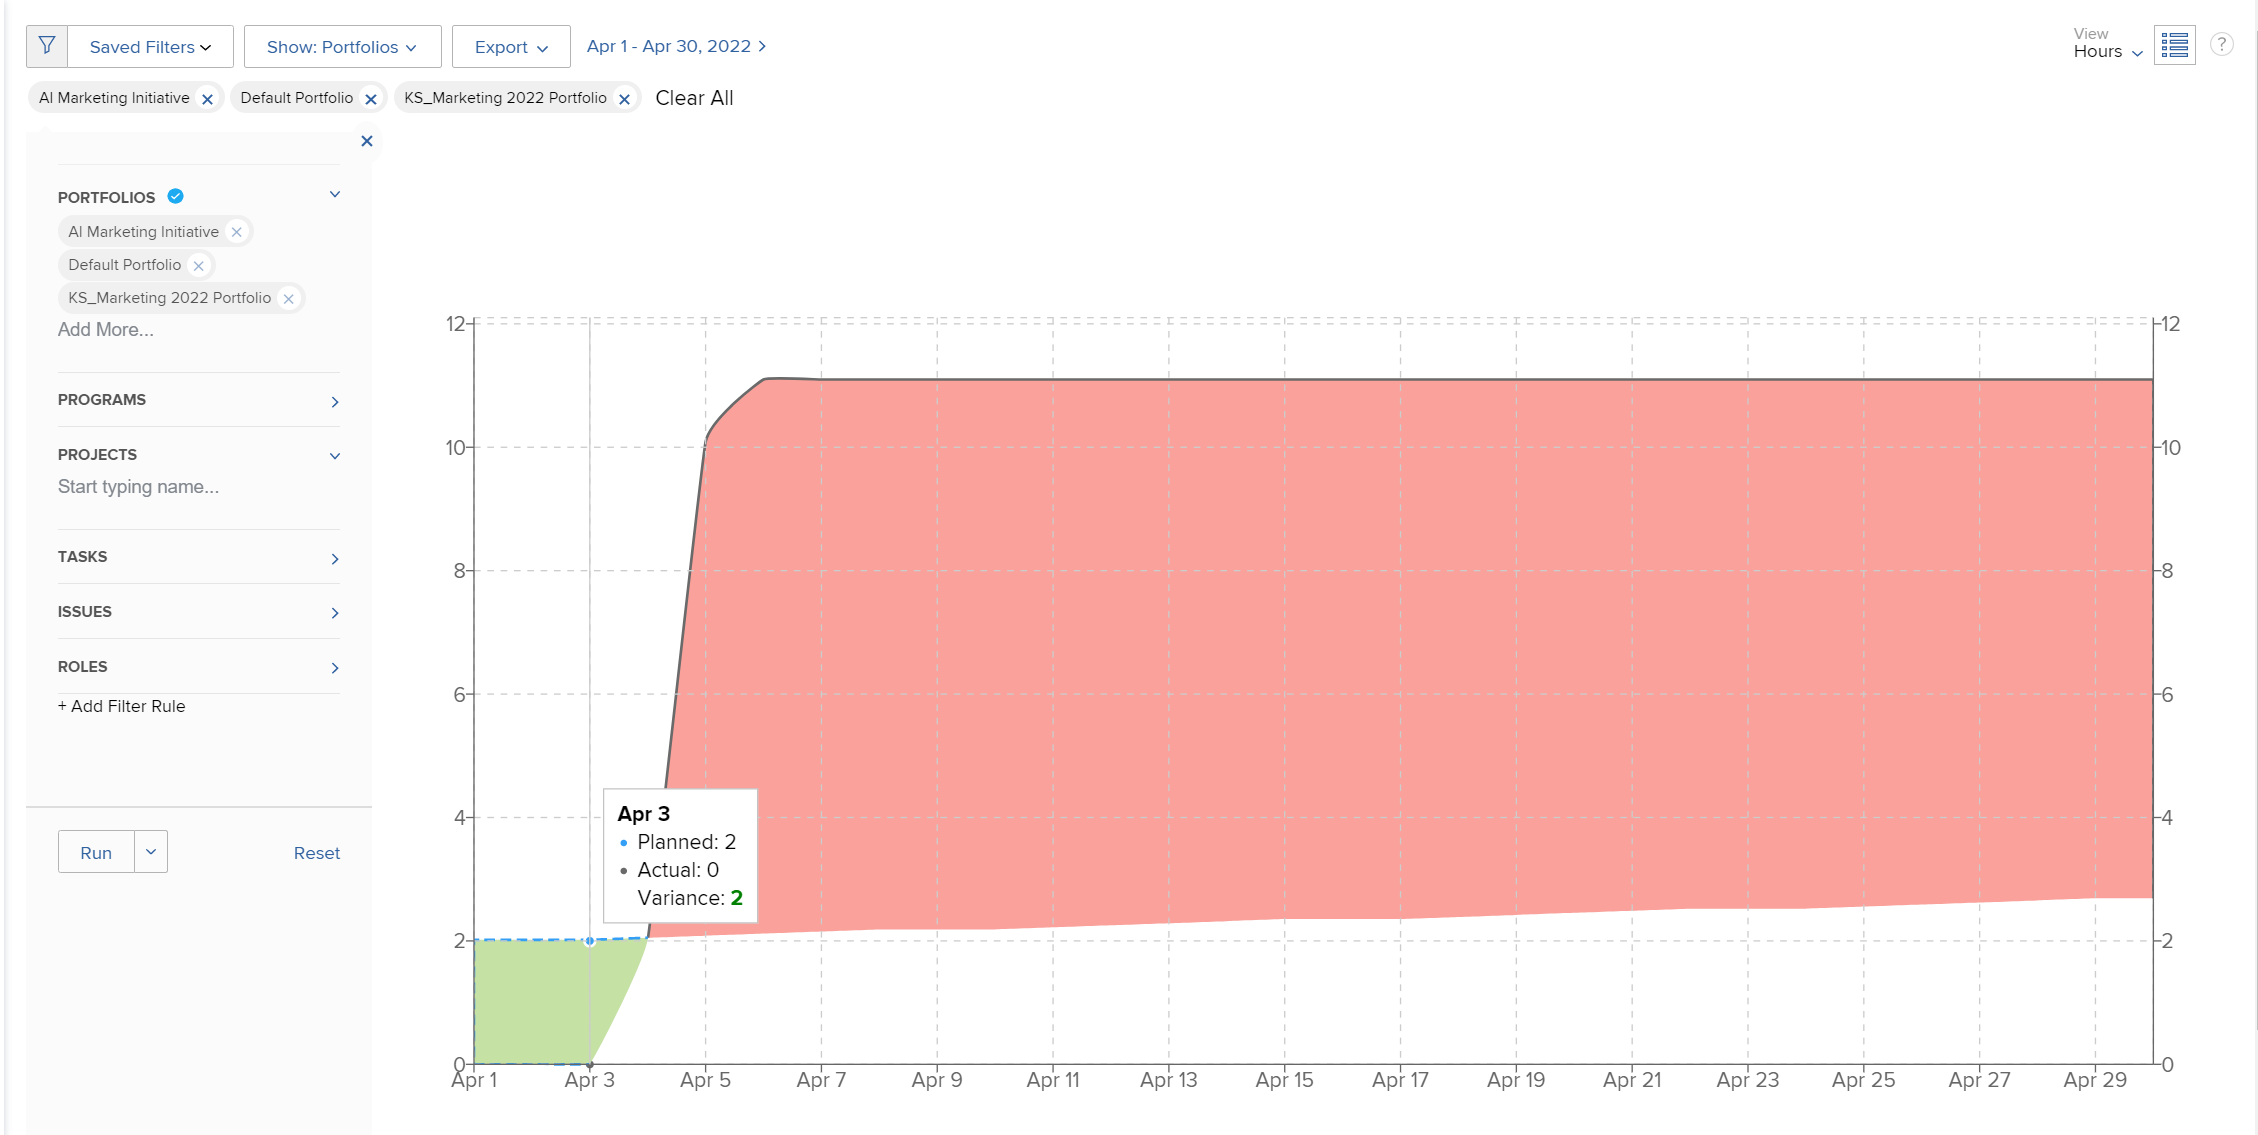 Saved Filters
Show: Portfolios
Export
Apr 1 - Apr 30, 2022
View
Hours
?
AI Marketing Initiative
Default Portfolio
KS_Marketing 2022 Portfolio
Clear All
PORTFOLIOS
AI Marketing Initiative
Default Portfolio
KS_Marketing 2022 Portfolio
Add More...
PROGRAMS
PROJECTS
Start typing name...
TASKS
ISSUES
ROLES
+ Add Filter Rule
Run
Reset
12
10
8
6
4
2
0
Apr 3
Planned: 2
Actual: 0
Variance: 2
12
10
8
6
4
2
0
Apr 1 Apr 3 Apr 5 Apr 7 Apr 9 Apr 11 Apr 13 Apr 15 Apr 17 Apr 19 Apr 21 Apr 23 Apr 25 Apr 27 Apr 29